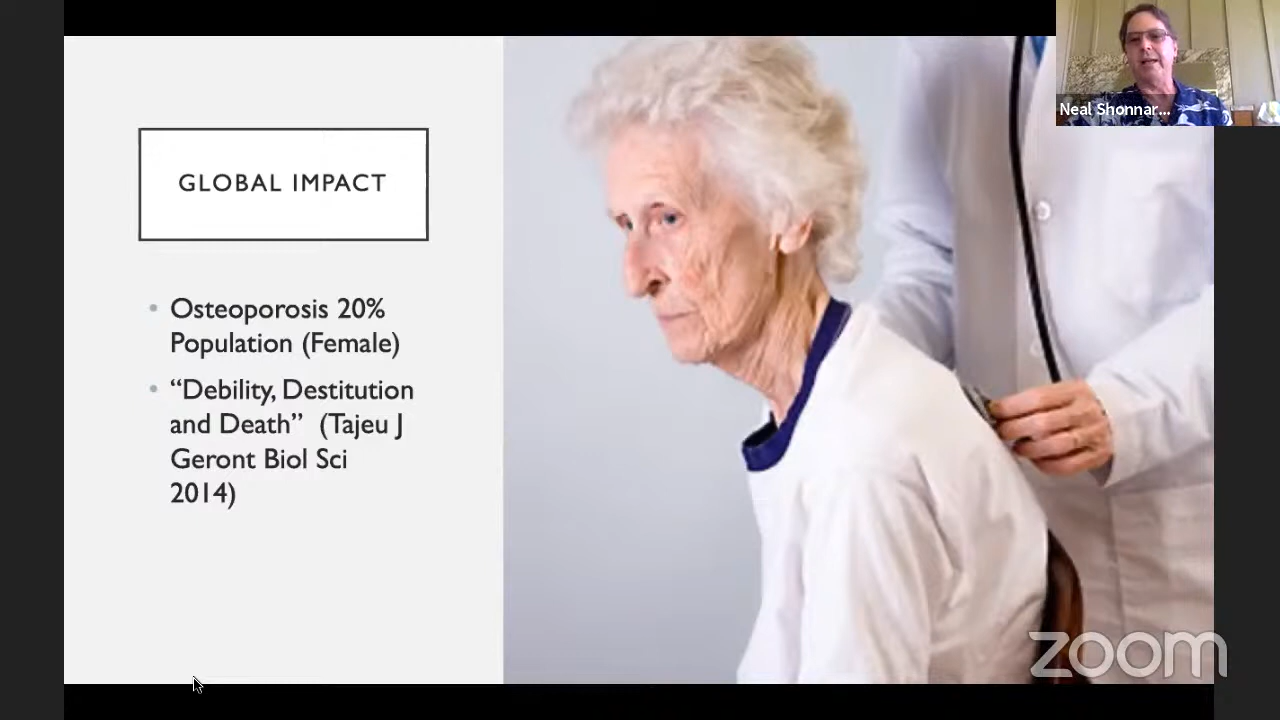 Neal Shonnar...
GLOBAL IMPACT
• Osteoporosis 20%
Population (Female)
• “Debility, Destitution
and Death” (Tajeu J
Geront Biol Sci
2014)
zoom